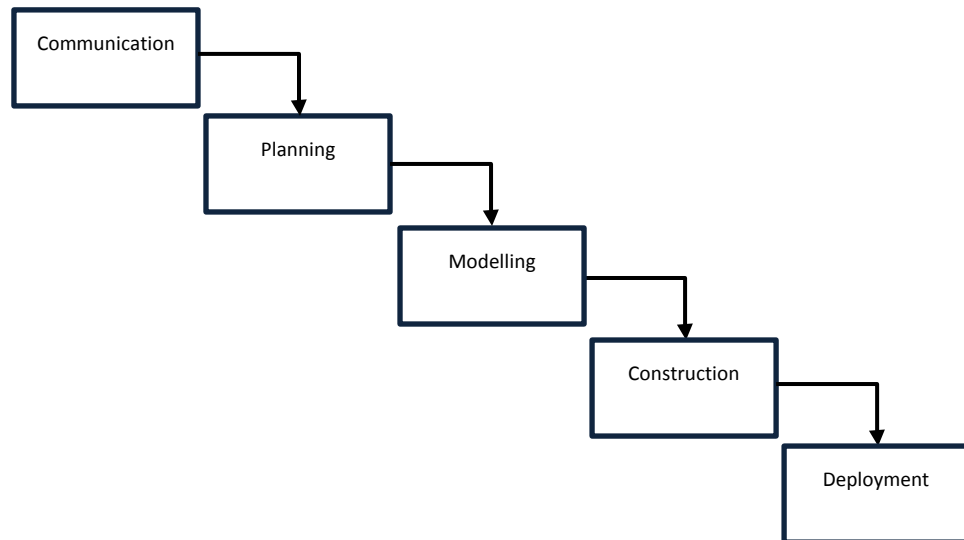 Communication
Planning
Modelling
Construction
Deployment